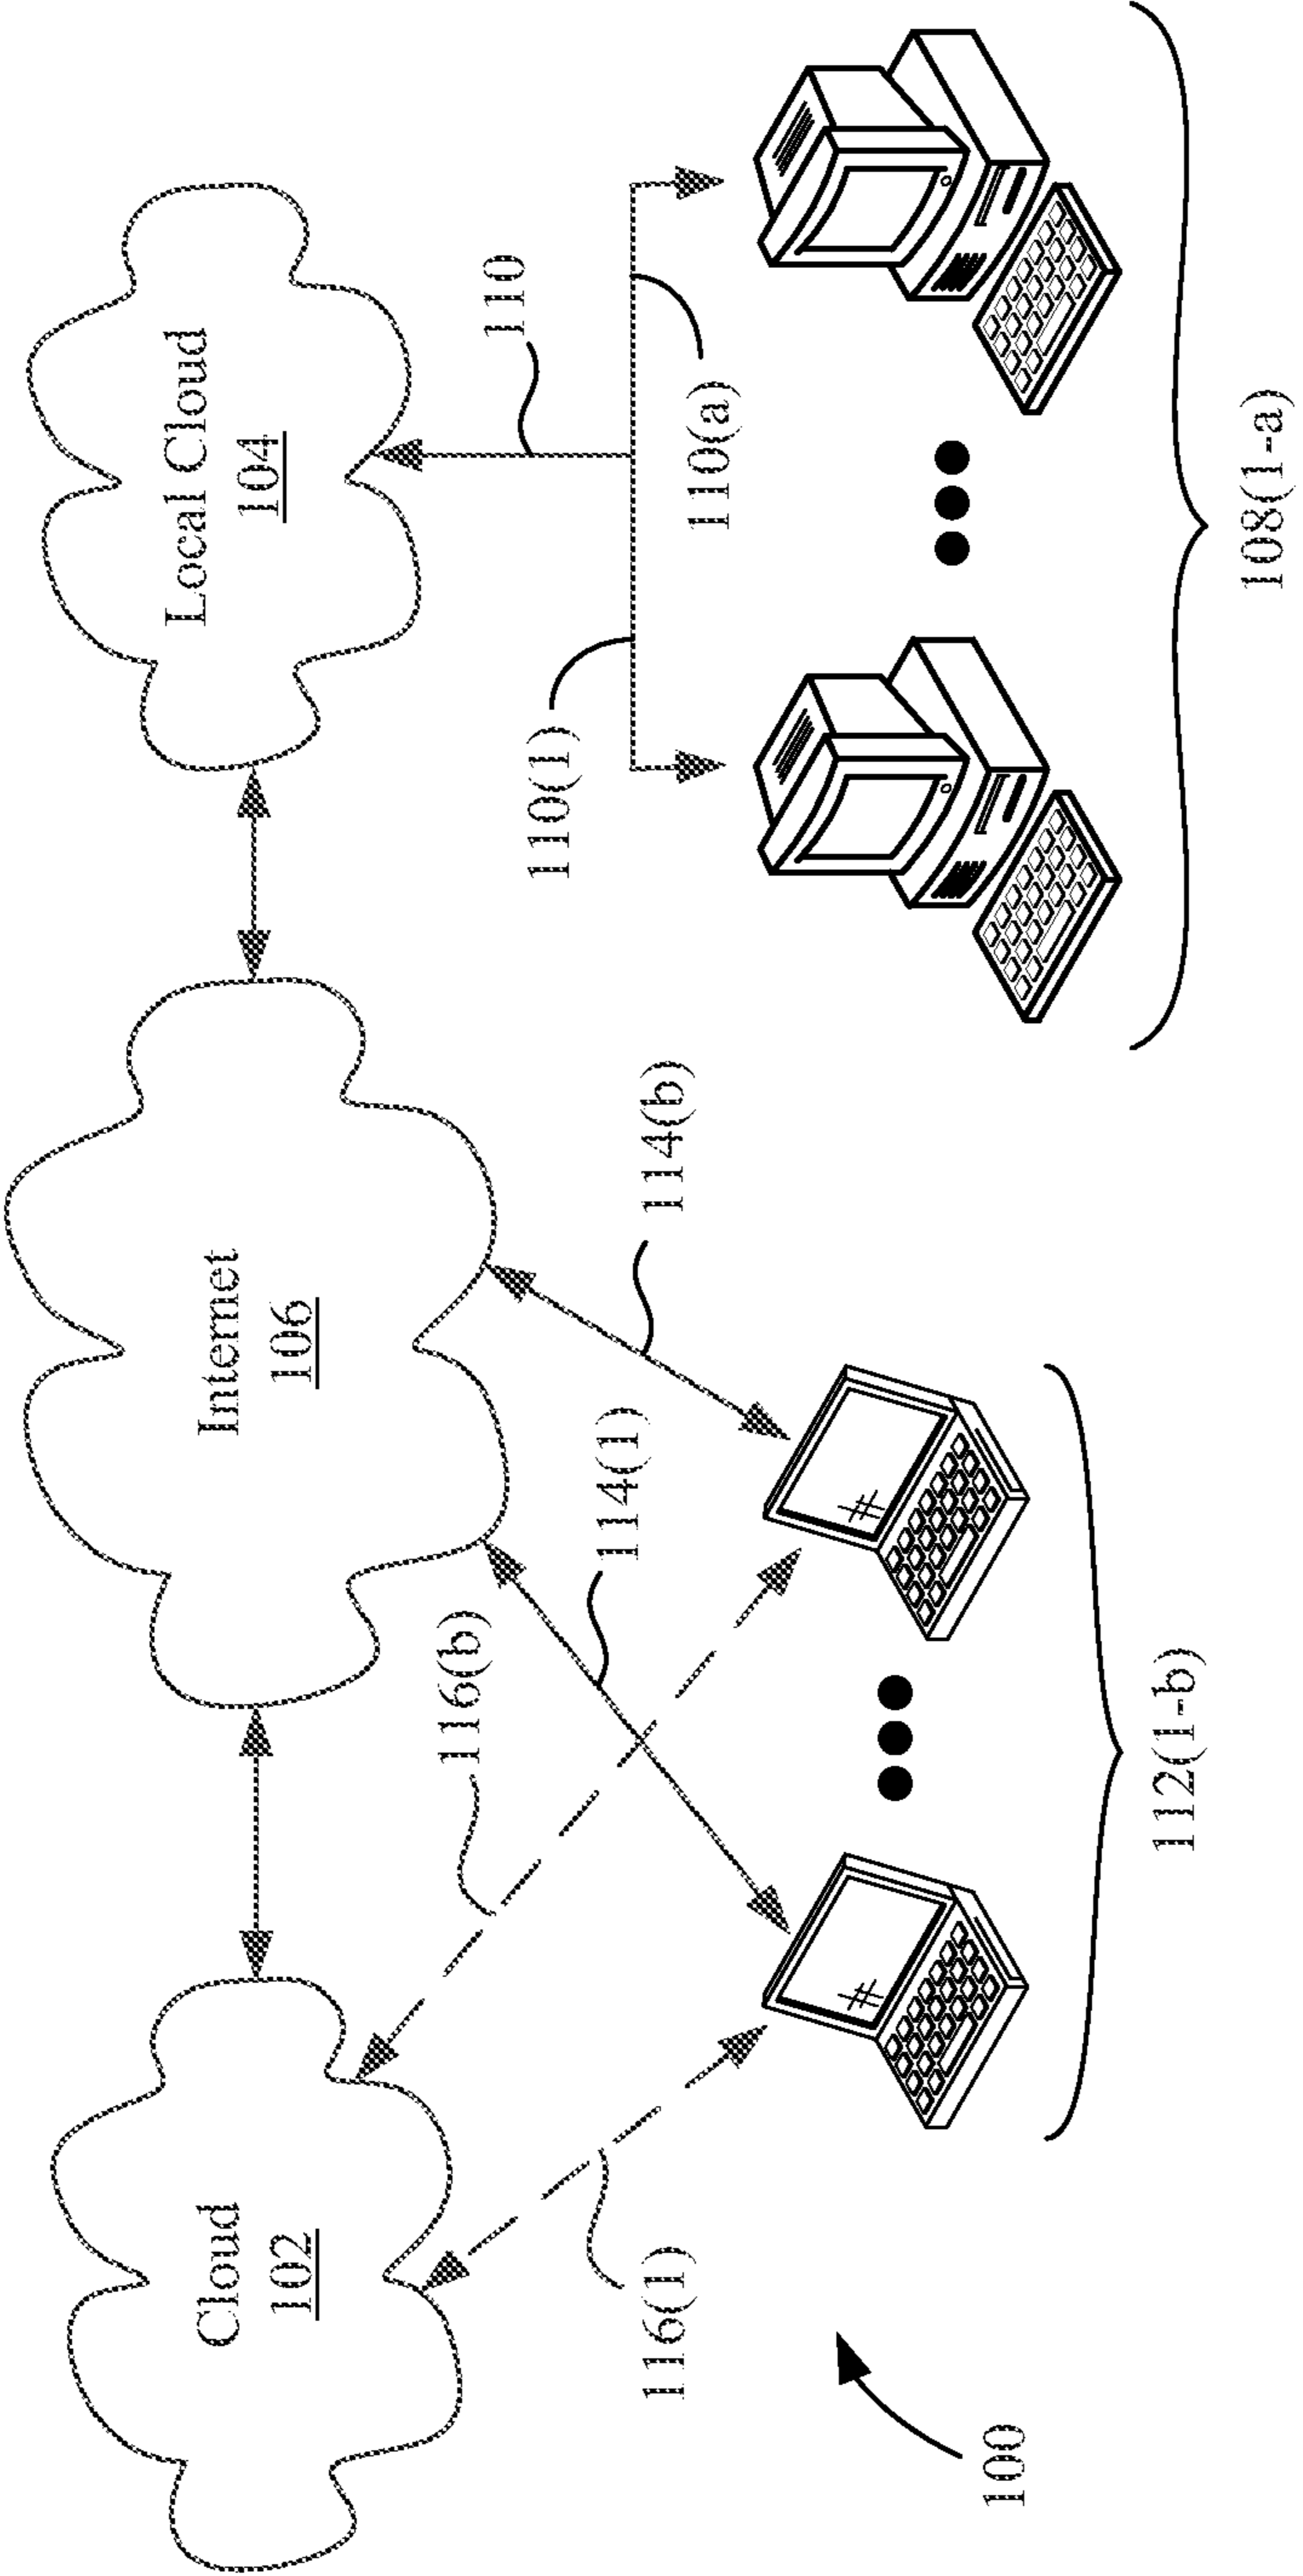 Cloud
102
Internet
106
Local Cloud
104
116(b)
110
110(1)
114(1)
114(b)
110(a)
116(1)
100
112(1-b)
108(1-a)